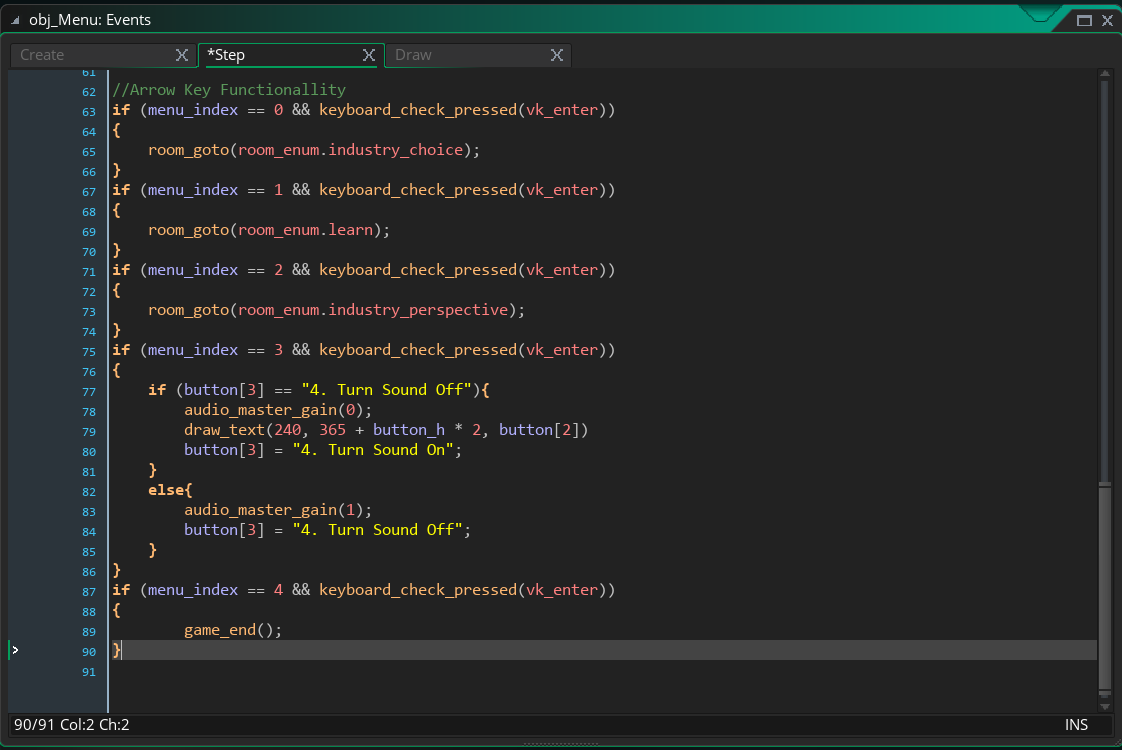 obj_Menu: Events
Create X *Step X Draw X
61
62 //Arrow Key Functionallity
63 if (menu_index == 0 && keyboard_check_pressed(vk_enter))
64 {
65 room_goto(room_enum.industry_choice);
66 }
67 if (menu_index == 1 && keyboard_check_pressed(vk_enter))
68 {
69 room_goto(room_enum.learn);
70 }
71 if (menu_index == 2 && keyboard_check_pressed(vk_enter))
72 {
73 room_goto(room_enum.industry_perspective);
74 }
75 if (menu_index == 3 && keyboard_check_pressed(vk_enter))
76 {
77 if (button[3] == "4. Turn Sound Off"){
78 audio_master_gain(0);
79 draw_text(240, 365 + button_h * 2, button[2])
80 button[3] = "4. Turn Sound On";
81 }
82 else{
83 audio_master_gain(1);
84 button[3] = "4. Turn Sound Off";
85 }
86 }
87 if (menu_index == 4 && keyboard_check_pressed(vk_enter))
88 {
89 game_end();
90 }
91
90/91 Col:2 Ch:2 INS